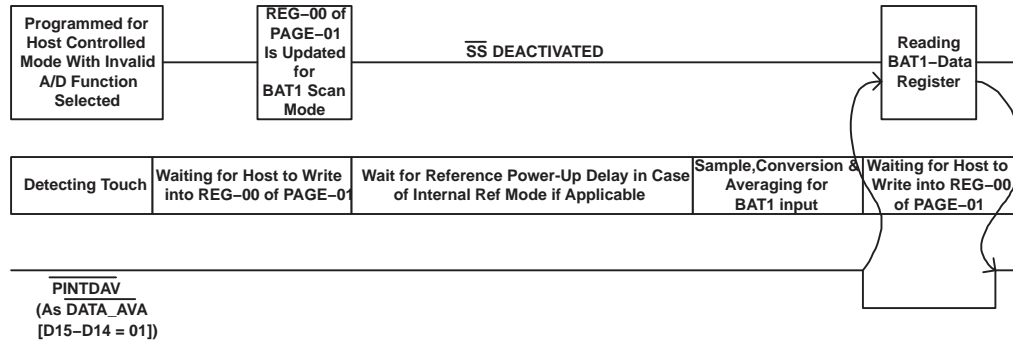 Programmed for
Host Controlled
Mode With Invalid
A/D Function
Selected
REG–00 of
PAGE–01
Is Updated
for
BAT1 Scan
Mode
SS DEACTIVATED
Reading
BAT1–Data
Register
Detecting Touch
Waiting for Host to Write
into REG–00 of PAGE–01
Wait for Reference Power-Up Delay in Case
of Internal Ref Mode if Applicable
Sample,Conversion &
Averaging for
BAT1 input
Waiting for Host to
Write into REG–00
of PAGE–01
PINTDAV
(As DATA_AVA
[D15–D14 = 01])